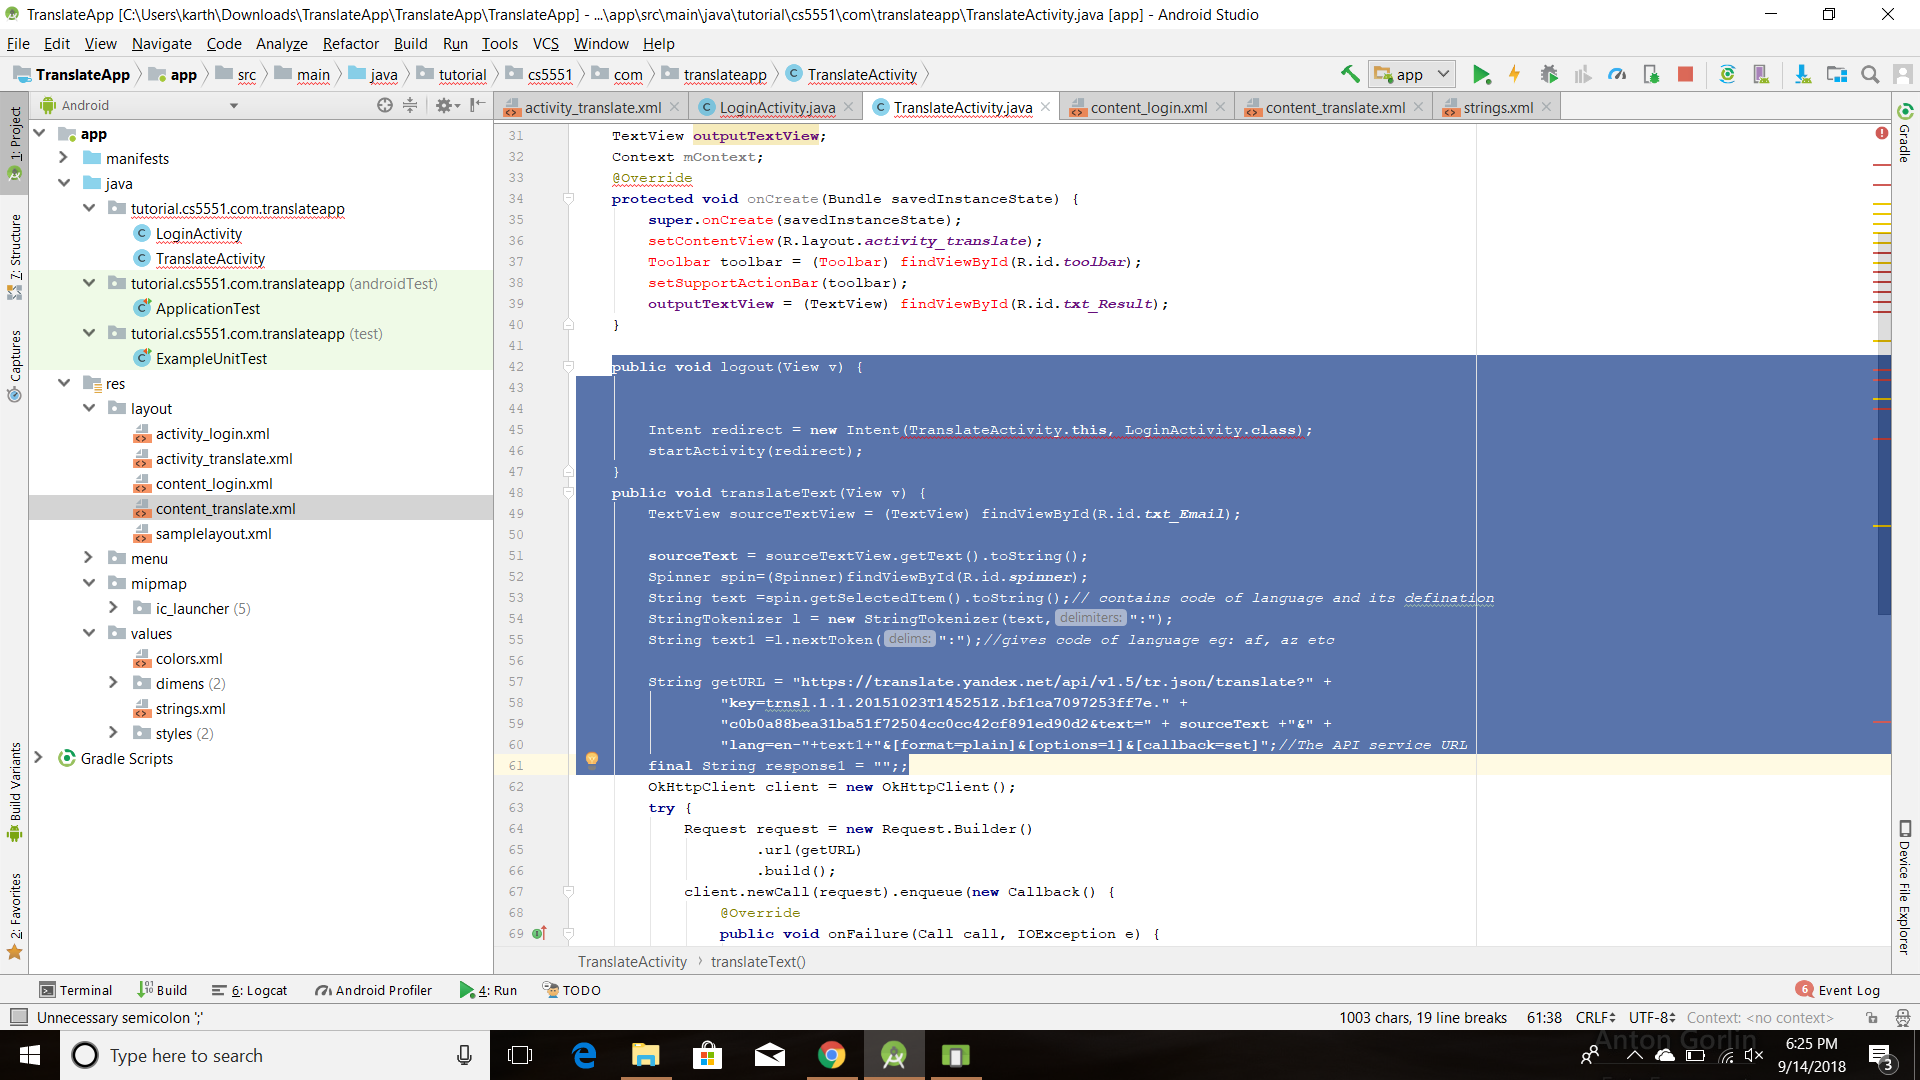 TranslateApp [C:\Users\karth\Downloads\TranslateApp\TranslateApp\TranslateApp] - ...\app\src\main\java\tutorial\cs5551\com\translateapp\TranslateActivity.java [app] - Android Studio
File Edit View Navigate Code Analyze Refactor Build Run Tools VCS Window Help
TranslateApp app src main java tutorial cs5551 com translateapp TranslateActivity app
Android
activity_translate.xml LoginActivity.java TranslateActivity.java content_login.xml content_translate.xml strings.xml
1: Project
7: Structure
Captures
Build Variants
2: Favorites
app
manifests
java
tutorial.cs5551.com.translateapp
LoginActivity
TranslateActivity
tutorial.cs5551.com.translateapp (androidTest)
ApplicationTest
tutorial.cs5551.com.translateapp (test)
ExampleUnitTest
res
layout
activity_login.xml
activity_translate.xml
content_login.xml
content_translate.xml
samplelayout.xml
menu
mipmap
ic_launcher (5)
values
colors.xml
dimens (2)
strings.xml
styles (2)
Gradle Scripts
31 TextView outputTextView;
32 Context mContext;
33 @Override
34 protected void onCreate(Bundle savedInstanceState) {
35 super.onCreate(savedInstanceState);
36 setContentView(R.layout.activity_translate);
37 Toolbar toolbar = (Toolbar) findViewById(R.id.toolbar);
38 setSupportActionBar(toolbar);
39 outputTextView = (TextView) findViewById(R.id.txt_Result);
40 }
41
42 public void logout(View v) {
43
44
45 Intent redirect = new Intent(TranslateActivity.this, LoginActivity.class);
46 startActivity(redirect);
47 }
48 public void translateText(View v) {
49 TextView sourceTextView = (TextView) findViewById(R.id.txt_Email);
50
51 sourceText = sourceTextView.getText().toString();
52 Spinner spin=(Spinner)findViewById(R.id.spinner);
53 String text =spin.getSelectedItem().toString();// contains code of language and its defination
54 StringTokenizer l = new StringTokenizer(text, delimiters: ":");
55 String text1 =l.nextToken( delims: ":");//gives code of language eg: af, az etc
56
57 String getURL = "https://translate.yandex.net/api/v1.5/tr.json/translate?" +
58 "key=trnsl.1.1.20151023T145251Z.bf1ca7097253ff7e." +
59 "c0b0a88bea31ba51f72504cc0cc42cf891ed90d2&text=" + sourceText +"&" +
60 "lang=en-"+text1+"&[format=plain]&[options=1]&[callback=set]";//The API service URL
61 final String response1 = "";;
62 OkHttpClient client = new OkHttpClient();
63 try {
64 Request request = new Request.Builder()
65 .url(getURL)
66 .build();
67 client.newCall(request).enqueue(new Callback() {
68 @Override
69 public void onFailure(Call call, IOException e) {
TranslateActivity › translateText()
Gradle
Device File Explorer
Terminal Build 6: Logcat Android Profiler 4: Run TODO 6 Event Log
Unnecessary semicolon ';' 1003 chars, 19 line breaks 61:38 CRLF UTF-8 Context: <no context>
Anton Gorlin
Type here to search
6:25 PM
9/14/2018
3